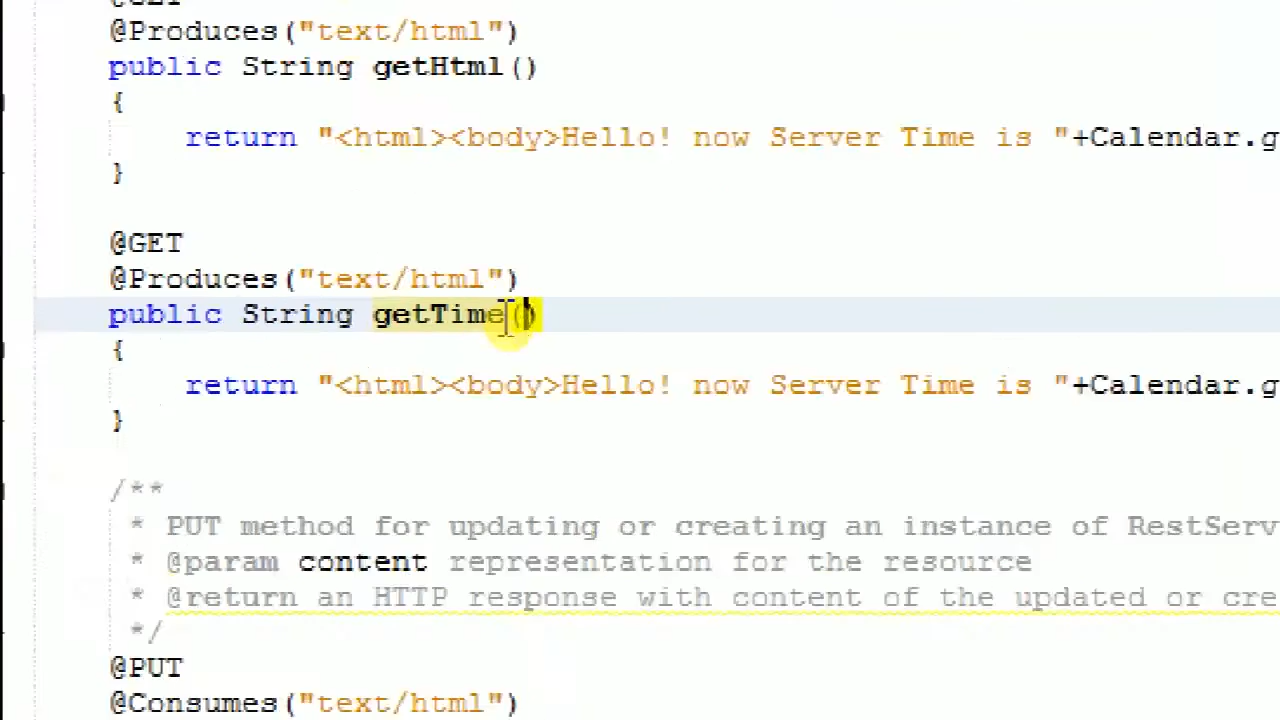 @GET
@Produces("text/html")
public String getHtml()
{
return "<html><body>Hello! now Server Time is "+Calendar.g
}
@GET
@Produces("text/html")
public String getTime()
{
return "<html><body>Hello! now Server Time is "+Calendar.g
}
/**
* PUT method for updating or creating an instance of RestServ
* @param content representation for the resource
* @return an HTTP response with content of the updated or cre
*/
@PUT
@Consumes("text/html")